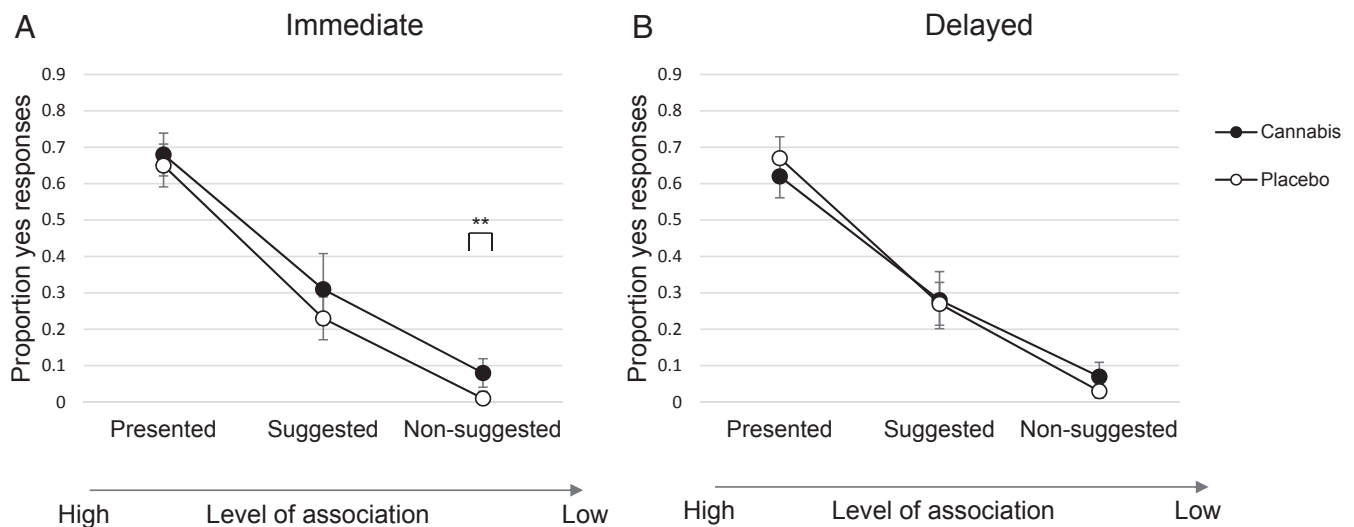 A
Immediate
Proportion yes responses
0.9
0.8
0.7
0.6
0.5
0.4
0.3
0.2
0.1
0
**
Presented Suggested Non-suggested
High Level of association Low
B
Delayed
Proportion yes responses
0.9
0.8
0.7
0.6
0.5
0.4
0.3
0.2
0.1
0
Presented Suggested Non-suggested
High Level of association Low
Cannabis
Placebo